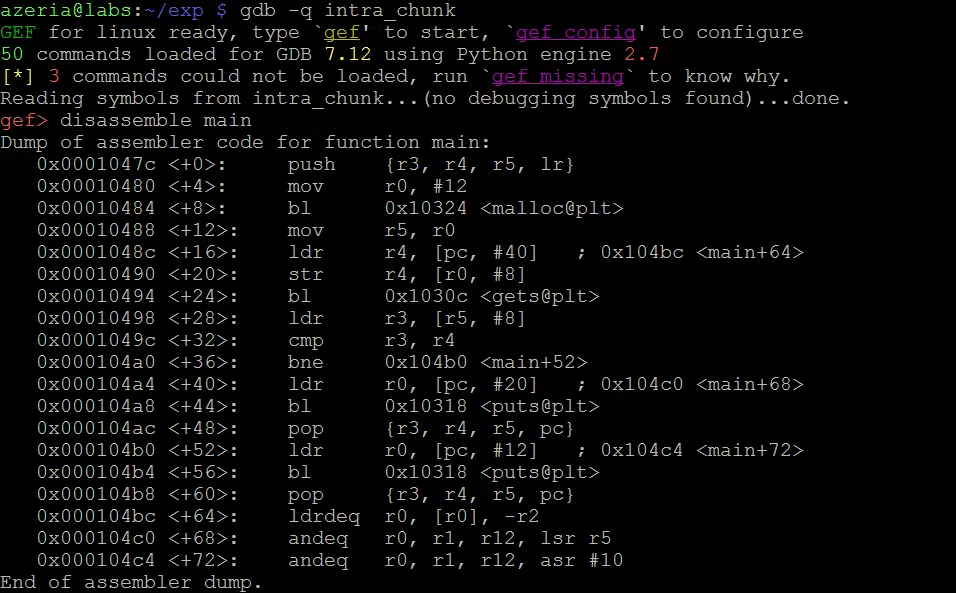 azeria@labs:~/exp $ gdb -q intra_chunk
GEF for linux ready, type `gef' to start, `gef config' to configure
50 commands loaded for GDB 7.12 using Python engine 2.7
[*] 3 commands could not be loaded, run `gef missing` to know why.
Reading symbols from intra_chunk...(no debugging symbols found)...done.
gef> disassemble main
Dump of assembler code for function main:
   0x0001047c <+0>:     push    {r3, r4, r5, lr}
   0x00010480 <+4>:     mov     r0, #12
   0x00010484 <+8>:     bl      0x10324 <malloc@plt>
   0x00010488 <+12>:    mov     r5, r0
   0x0001048c <+16>:    ldr     r4, [pc, #40]   ; 0x104bc <main+64>
   0x00010490 <+20>:    str     r4, [r0, #8]
   0x00010494 <+24>:    bl      0x1030c <gets@plt>
   0x00010498 <+28>:    ldr     r3, [r5, #8]
   0x0001049c <+32>:    cmp     r3, r4
   0x000104a0 <+36>:    bne     0x104b0 <main+52>
   0x000104a4 <+40>:    ldr     r0, [pc, #20]   ; 0x104c0 <main+68>
   0x000104a8 <+44>:    bl      0x10318 <puts@plt>
   0x000104ac <+48>:    pop     {r3, r4, r5, pc}
   0x000104b0 <+52>:    ldr     r0, [pc, #12]   ; 0x104c4 <main+72>
   0x000104b4 <+56>:    bl      0x10318 <puts@plt>
   0x000104b8 <+60>:    pop     {r3, r4, r5, pc}
   0x000104bc <+64>:    ldrdeq  r0, [r0], -r2
   0x000104c0 <+68>:    andeq   r0, r1, r12, lsr r5
   0x000104c4 <+72>:    andeq   r0, r1, r12, asr #10
End of assembler dump.